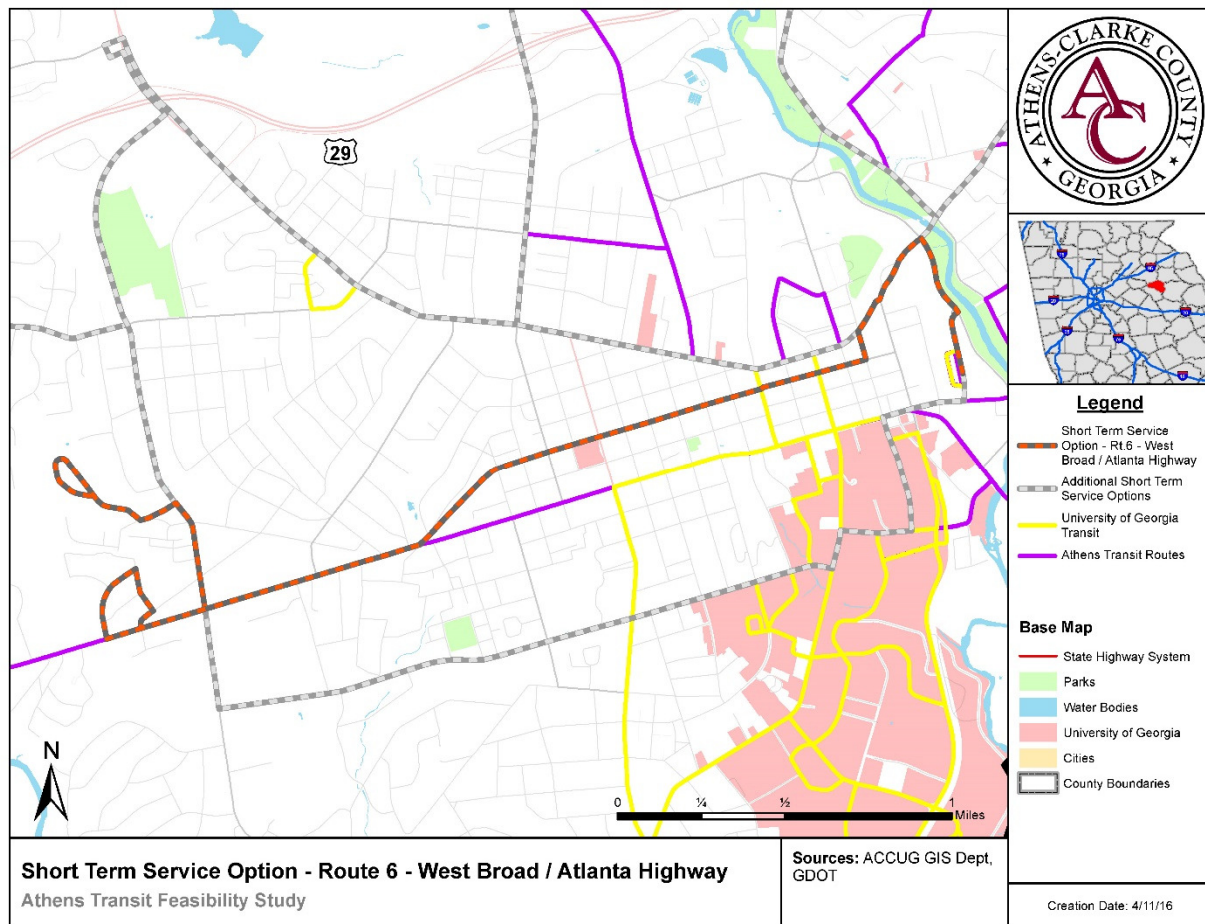 29
N
0 ¼ ½ 1
Miles
ATHENS-CLARKE COUNTY
AC
★ GEORGIA ★
Legend
Short Term Service
Option - Rt.6 - West
Broad / Atlanta Highway
Additional Short Term
Service Options
University of Georgia
Transit
Athens Transit Routes
Base Map
State Highway System
Parks
Water Bodies
University of Georgia
Cities
County Boundaries
Short Term Service Option - Route 6 - West Broad / Atlanta Highway
Athens Transit Feasibility Study
Sources: ACCUG GIS Dept,
GDOT
Creation Date: 4/11/16